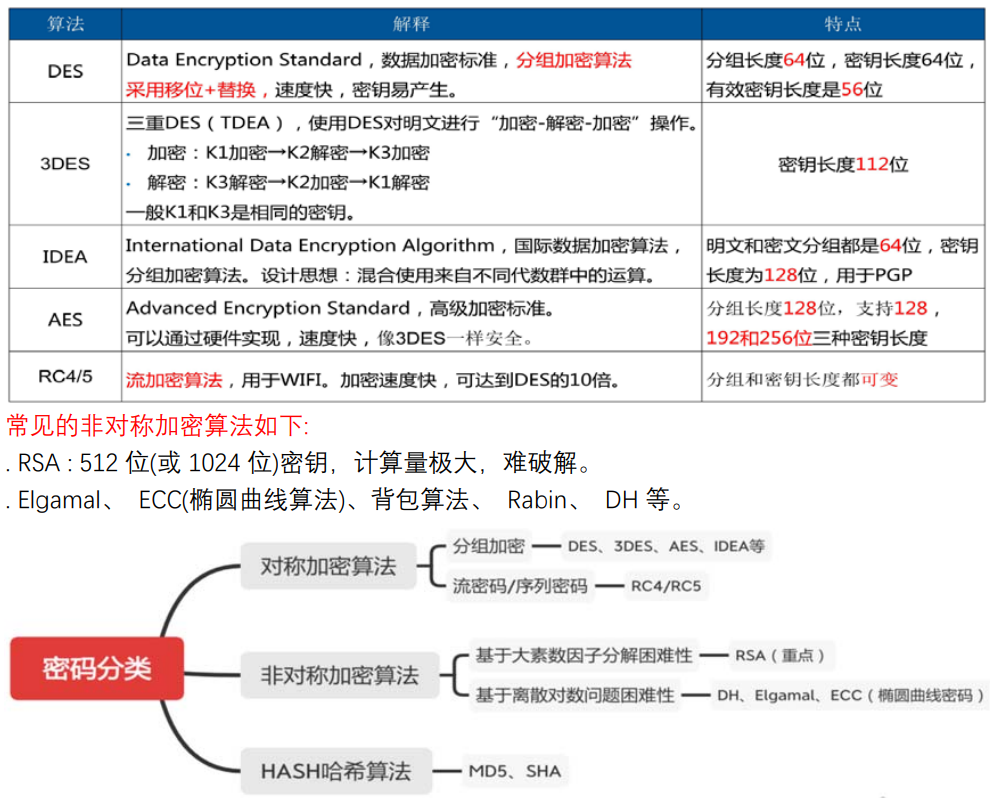 算法 解释 特点
DES
Data Encryption Standard，数据加密标准，分组加密算法
采用移位+替换，速度快，密钥易产生。
分组长度64位，密钥长度64位，
有效密钥长度是56位
3DES
三重DES（TDEA），使用DES对明文进行“加密-解密-加密”操作。
· 加密：K1加密→K2解密→K3加密
· 解密：K3解密→K2加密→K1解密
一般K1和K3是相同的密钥。
密钥长度112位
IDEA
International Data Encryption Algorithm，国际数据加密算法，
分组加密算法。设计思想：混合使用来自不同代数群中的运算。
明文和密文分组都是64位，密钥
长度为128位，用于PGP
AES
Advanced Encryption Standard，高级加密标准。
可以通过硬件实现，速度快，像3DES一样安全。
分组长度128位，支持128，
192和256位三种密钥长度
RC4/5
流加密算法，用于WIFI。加密速度快，可达到DES的10倍。
分组和密钥长度都可变
常见的非对称加密算法如下:
. RSA : 512 位(或 1024 位)密钥，计算量极大，难破解。
. Elgamal、 ECC(椭圆曲线算法)、背包算法、 Rabin、 DH 等。
密码分类
对称加密算法
分组加密
DES、3DES、AES、IDEA等
流密码/序列密码
RC4/RC5
非对称加密算法
基于大素数因子分解困难性
RSA（重点）
基于离散对数问题困难性
DH、Elgamal、ECC（椭圆曲线密码）
HASH哈希算法
MD5、SHA